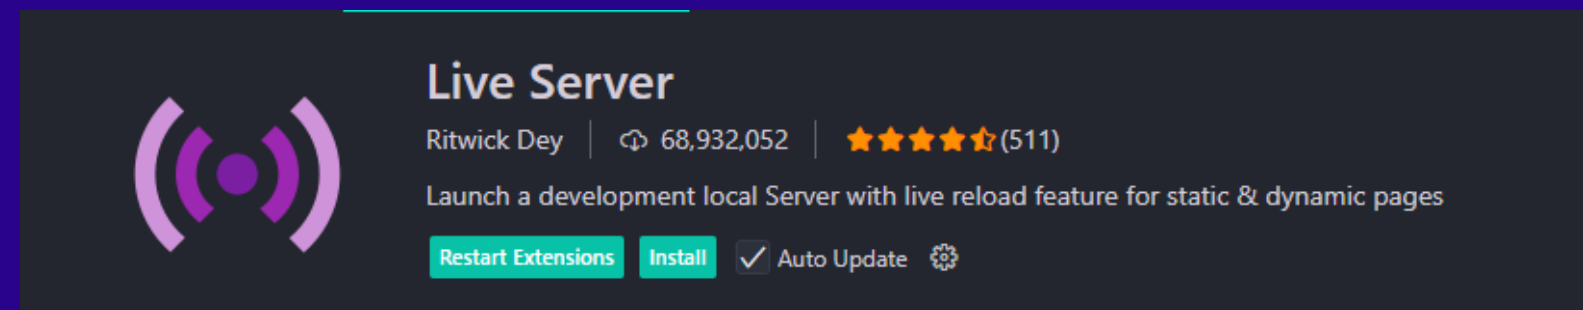 Live Server
Ritwick Dey 68,932,052 (511)
Launch a development local Server with live reload feature for static & dynamic pages
Restart Extensions Install Auto Update